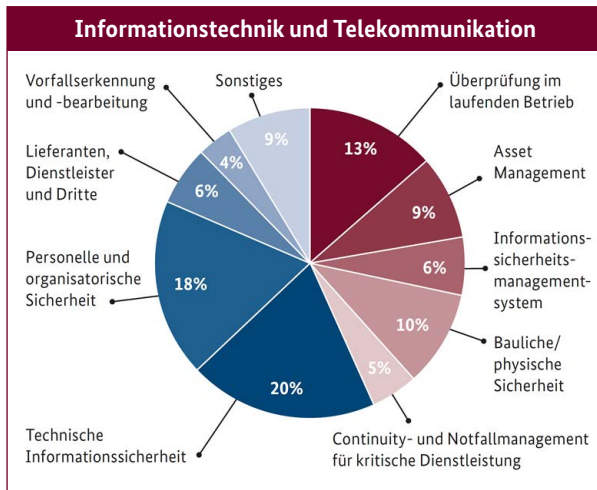 Informationstechnik und Telekommunikation
Vorfallserkennung
und -bearbeitung
Sonstiges
Überprüfung im
laufenden Betrieb
Lieferanten,
Dienstleister
und Dritte
Asset
Management
Personelle und
organisatorische
Sicherheit
Informations-
sicherheits-
management-
system
Bauliche/
physische
Sicherheit
Technische
Informationssicherheit
Continuity- und Notfallmanagement
für kritische Dienstleistung
13%
9%
6%
10%
5%
20%
18%
6%
4%
9%